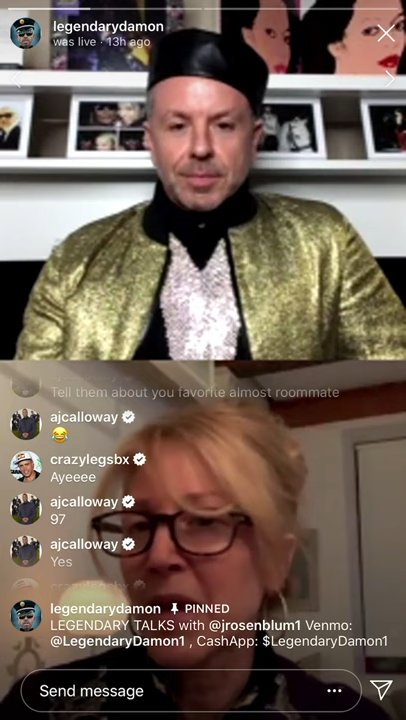 legendarydamon
was live · 13h ago
Tell them about you favorite almost roommate
ajcalloway
😂
crazylegsbx
Ayeeee
ajcalloway
97
ajcalloway
Yes
crazylegsbx
legendarydamon PINNED
LEGENDARY TALKS with @jrosenblum1 Venmo:
@LegendaryDamon1 , CashApp: $LegendaryDamon1
Send message